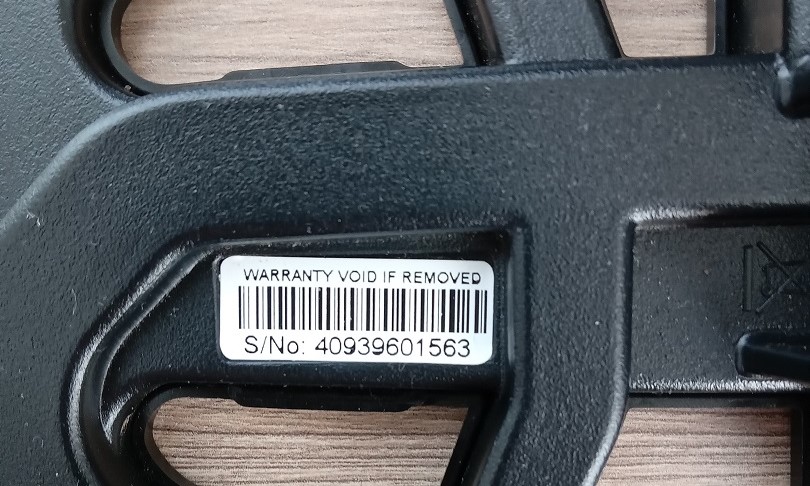 WARRANTY VOID IF REMOVED
S/No: 40939601563